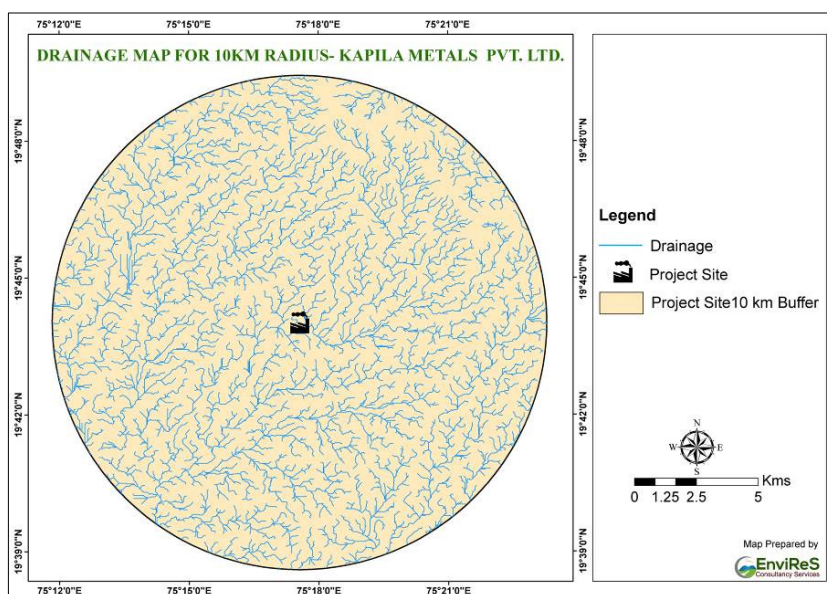 75°12'0"E 75°15'0"E 75°18'0"E 75°21'0"E
DRAINAGE MAP FOR 10KM RADIUS- KAPILA METALS PVT. LTD.
19°48'0"N 19°48'0"N
19°45'0"N 19°45'0"N
19°42'0"N 19°42'0"N
19°39'0"N 19°39'0"N
75°12'0"E 75°15'0"E 75°18'0"E 75°21'0"E
Legend
Drainage
Project Site
Project Site10 km Buffer
N
W E
S
Kms
0 1.25 2.5 5
Map Prepared by
EnviReS
Consultancy Services